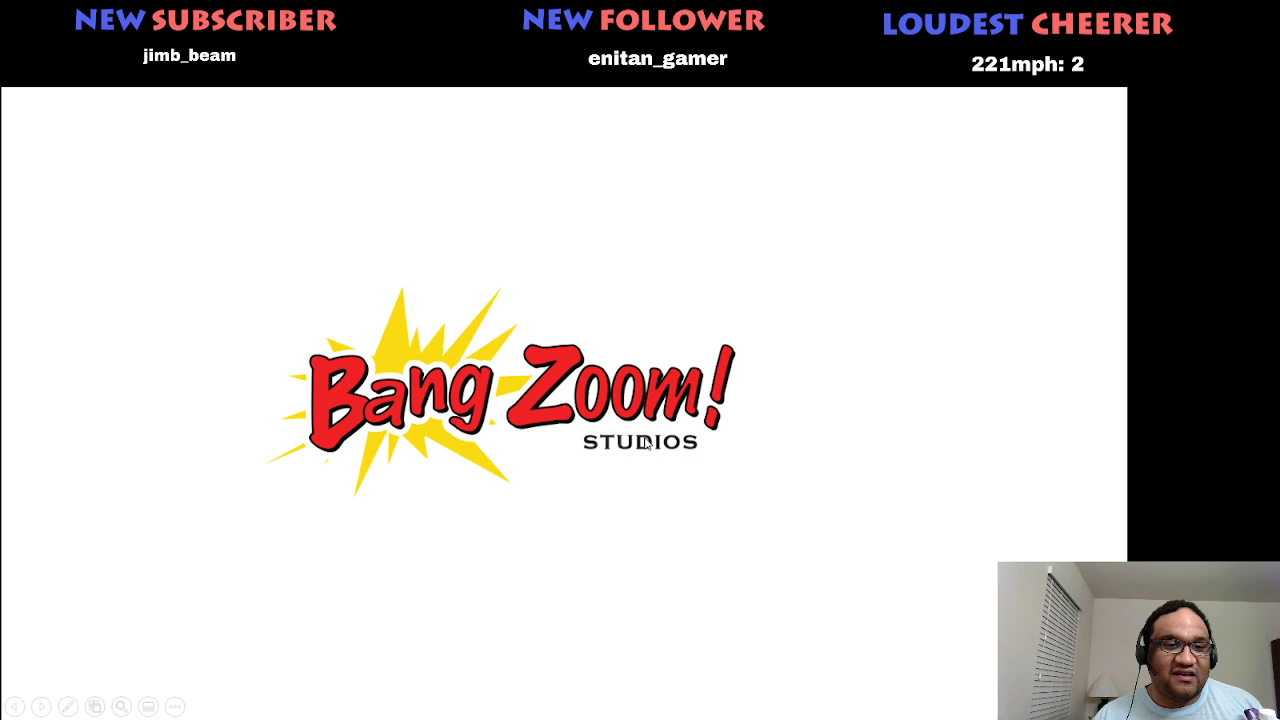 NEW SUBSCRIBER
jimb_beam
NEW FOLLOWER
enitan_gamer
LOUDEST CHEERER
221mph: 2
Bang Zoom!
STUDIOS